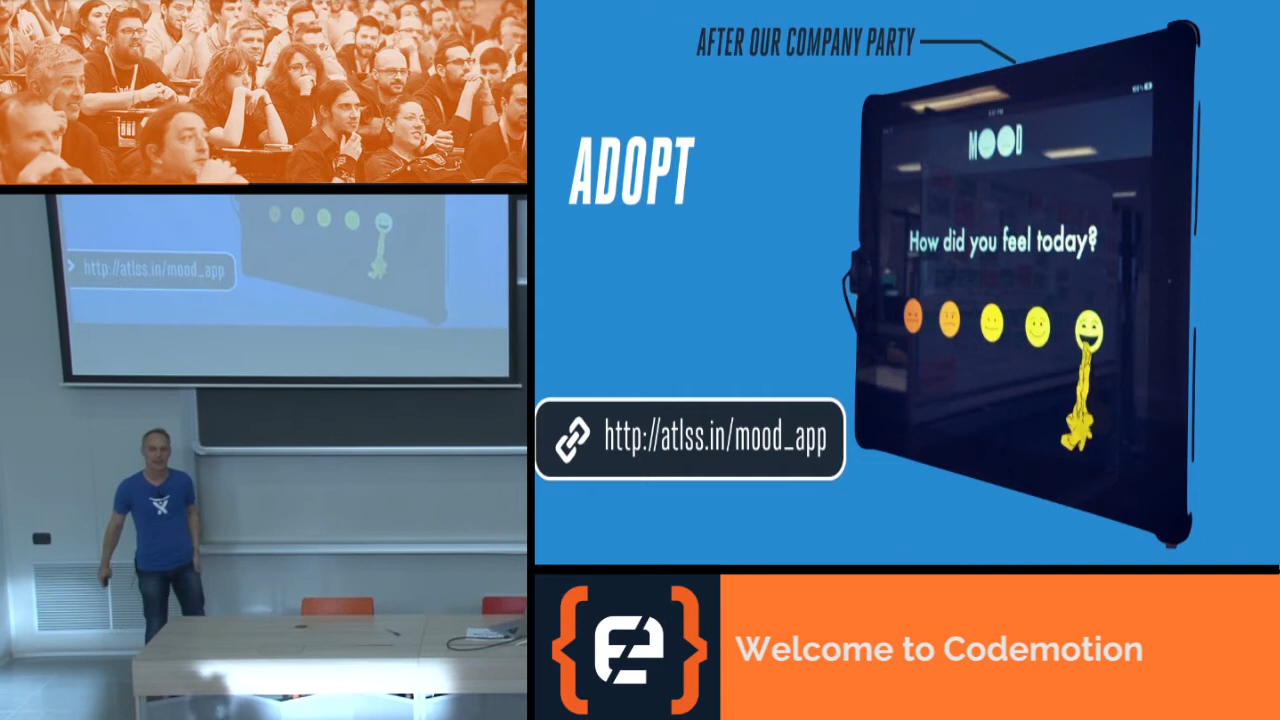 http://atlss.in/mood_app
AFTER OUR COMPANY PARTY
ADOPT
MOOD
How did you feel today?
http://atlss.in/mood_app
Welcome to Codemotion